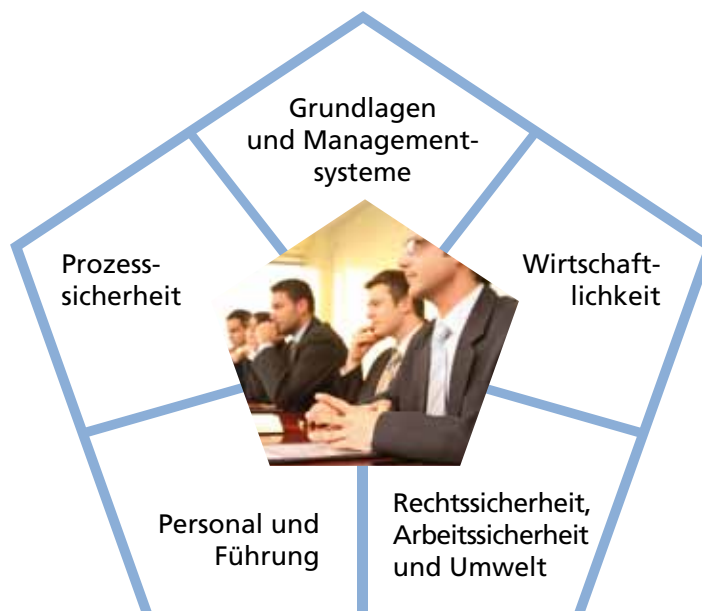 Grundlagen
und Management-
systeme
Prozess-
sicherheit
Wirtschaft-
lichkeit
Personal und
Führung
Rechtssicherheit,
Arbeitssicherheit
und Umwelt